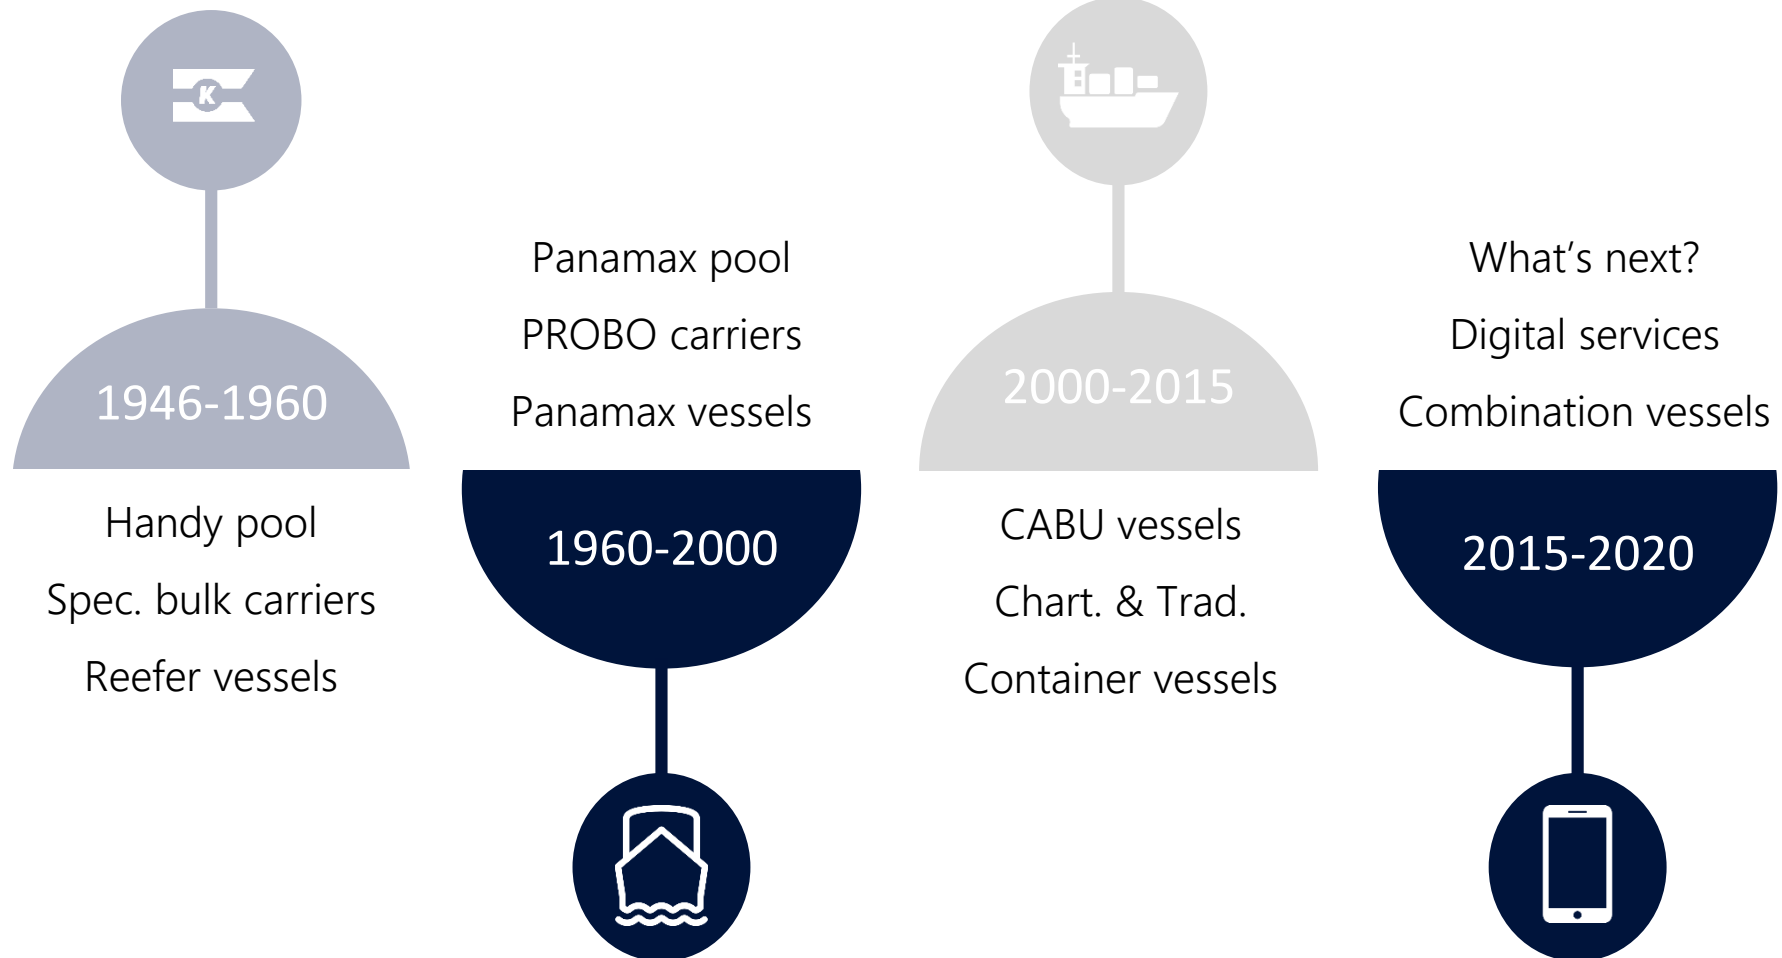 K
1946-1960
Handy pool
Spec. bulk carriers
Reefer vessels
Panamax pool
PROBO carriers
Panamax vessels
1960-2000
2000-2015
CABU vessels
Chart. & Trad.
Container vessels
What’s next?
Digital services
Combination vessels
2015-2020